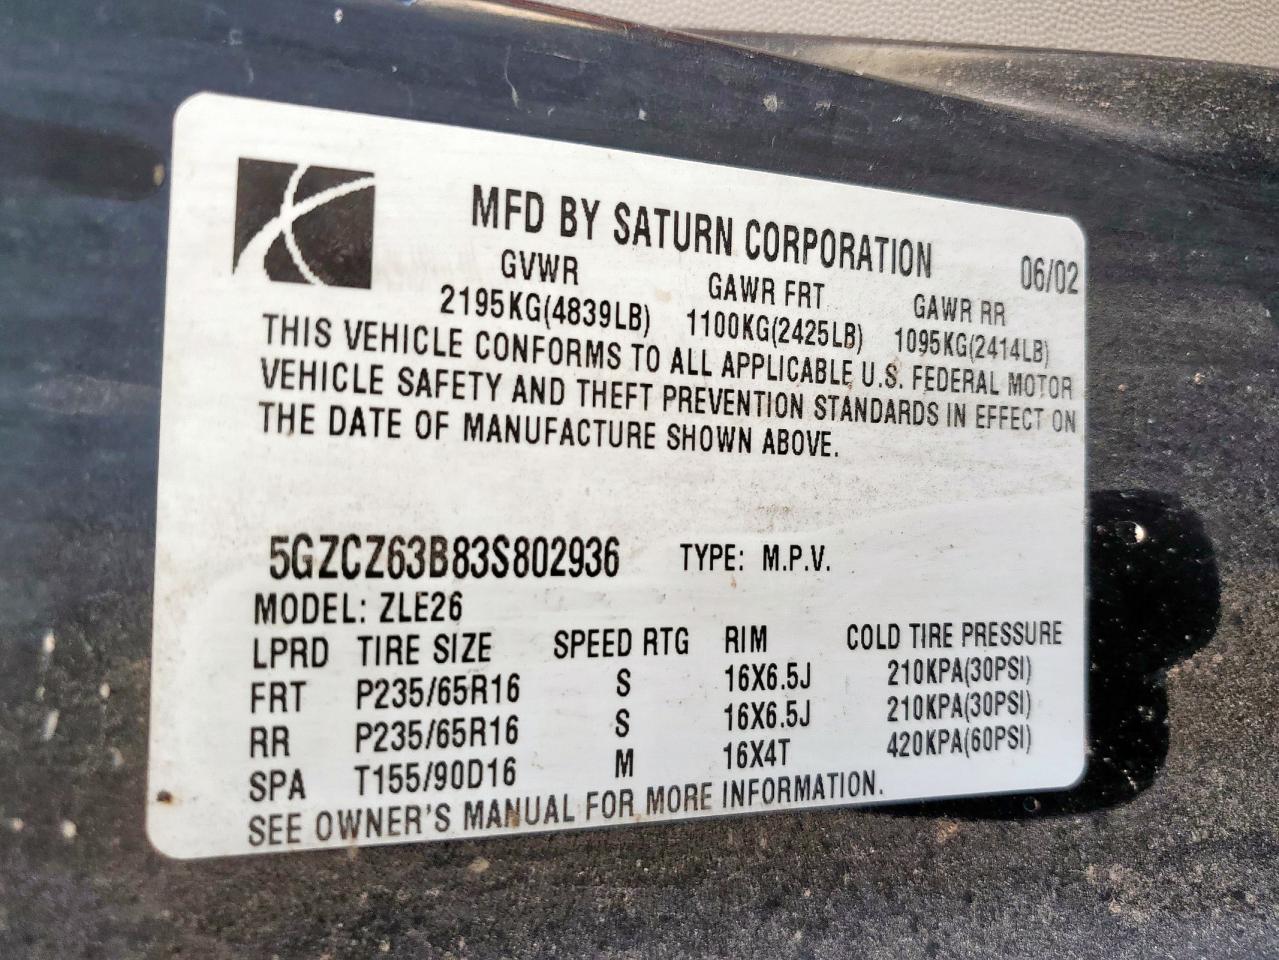 MFD BY SATURN CORPORATION 06/02
GVWR GAWR FRT GAWR RR
2195KG(4839LB) 1100KG(2425LB) 1095KG(2414LB)
THIS VEHICLE CONFORMS TO ALL APPLICABLE U.S. FEDERAL MOTOR
VEHICLE SAFETY AND THEFT PREVENTION STANDARDS IN EFFECT ON
THE DATE OF MANUFACTURE SHOWN ABOVE.
5GZCZ63B83S802936 TYPE: M.P.V.
MODEL: ZLE26
LPRD TIRE SIZE SPEED RTG RIM COLD TIRE PRESSURE
FRT P235/65R16 S 16X6.5J 210KPA(30PSI)
RR P235/65R16 S 16X6.5J 210KPA(30PSI)
SPA T155/90D16 M 16X4T 420KPA(60PSI)
SEE OWNER'S MANUAL FOR MORE INFORMATION.